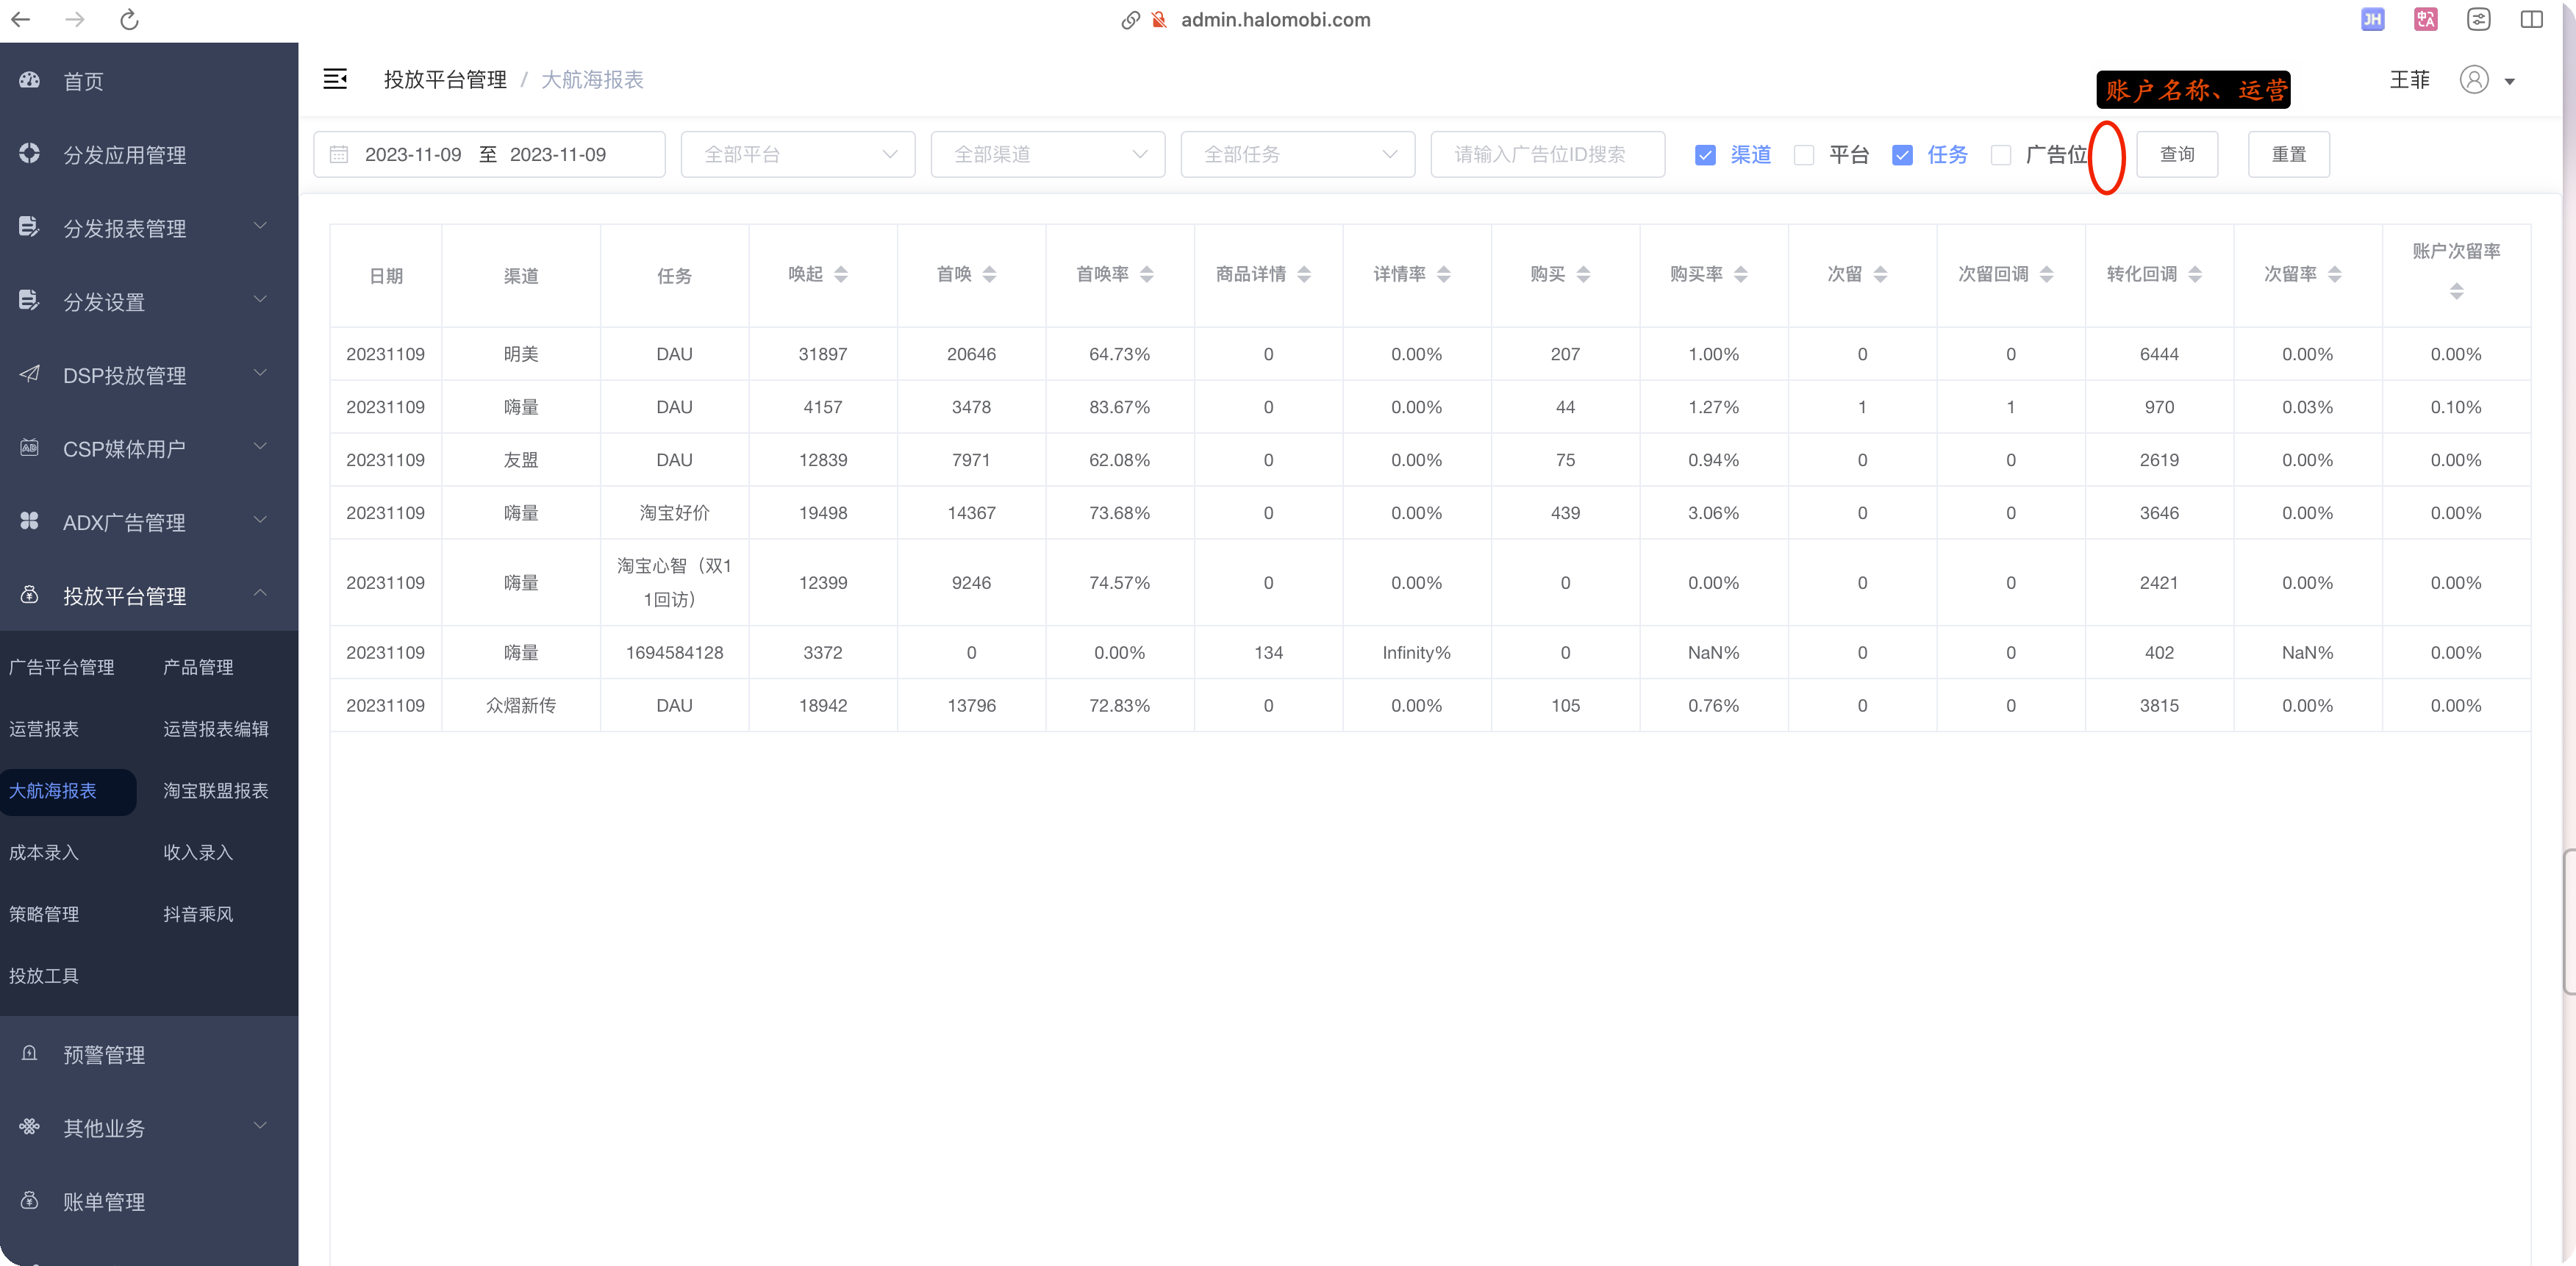 admin.halomobi.com
JH
中A
首页
分发应用管理
分发报表管理
分发设置
DSP投放管理
CSP媒体用户
ADX广告管理
投放平台管理
广告平台管理 产品管理
运营报表 运营报表编辑
大航海报表 淘宝联盟报表
成本录入 收入录入
策略管理 抖音乘风
投放工具
预警管理
其他业务
账单管理
投放平台管理 / 大航海报表
账户名称、运营
王菲
2023-11-09 至 2023-11-09 全部平台 全部渠道 全部任务 请输入广告位ID搜索 渠道 平台 任务 广告位 查询 重置
日期 渠道 任务 唤起 首唤 首唤率 商品详情 详情率 购买 购买率 次留 次留回调 转化回调 次留率 账户次留率
20231109 明美 DAU 31897 20646 64.73% 0 0.00% 207 1.00% 0 0 6444 0.00% 0.00%
20231109 嗨量 DAU 4157 3478 83.67% 0 0.00% 44 1.27% 1 1 970 0.03% 0.10%
20231109 友盟 DAU 12839 7971 62.08% 0 0.00% 75 0.94% 0 0 2619 0.00% 0.00%
20231109 嗨量 淘宝好价 19498 14367 73.68% 0 0.00% 439 3.06% 0 0 3646 0.00% 0.00%
20231109 嗨量 淘宝心智（双1
1回访） 12399 9246 74.57% 0 0.00% 0 0.00% 0 0 2421 0.00% 0.00%
20231109 嗨量 1694584128 3372 0 0.00% 134 Infinity% 0 NaN% 0 0 402 NaN% 0.00%
20231109 众熠新传 DAU 18942 13796 72.83% 0 0.00% 105 0.76% 0 0 3815 0.00% 0.00%